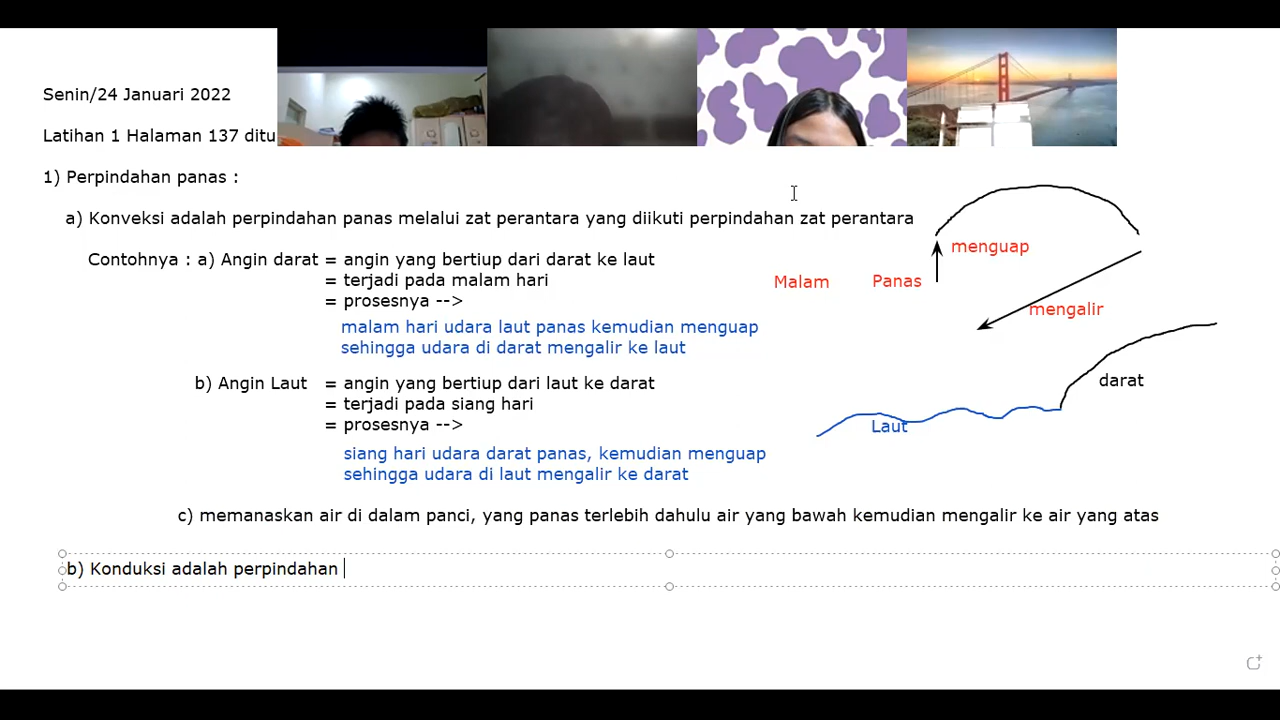 Senin/24 Januari 2022
Latihan 1 Halaman 137 ditu
1) Perpindahan panas :
a) Konveksi adalah perpindahan panas melalui zat perantara yang diikuti perpindahan zat perantara
menguap
Contohnya : a) Angin darat = angin yang bertiup dari darat ke laut
= terjadi pada malam hari
Malam Panas
= prosesnya -->
mengalir
malam hari udara laut panas kemudian menguap
sehingga udara di darat mengalir ke laut
b) Angin Laut = angin yang bertiup dari laut ke darat
darat
= terjadi pada siang hari
= prosesnya -->
Laut
siang hari udara darat panas, kemudian menguap
sehingga udara di laut mengalir ke darat
c) memanaskan air di dalam panci, yang panas terlebih dahulu air yang bawah kemudian mengalir ke air yang atas
b) Konduksi adalah perpindahan